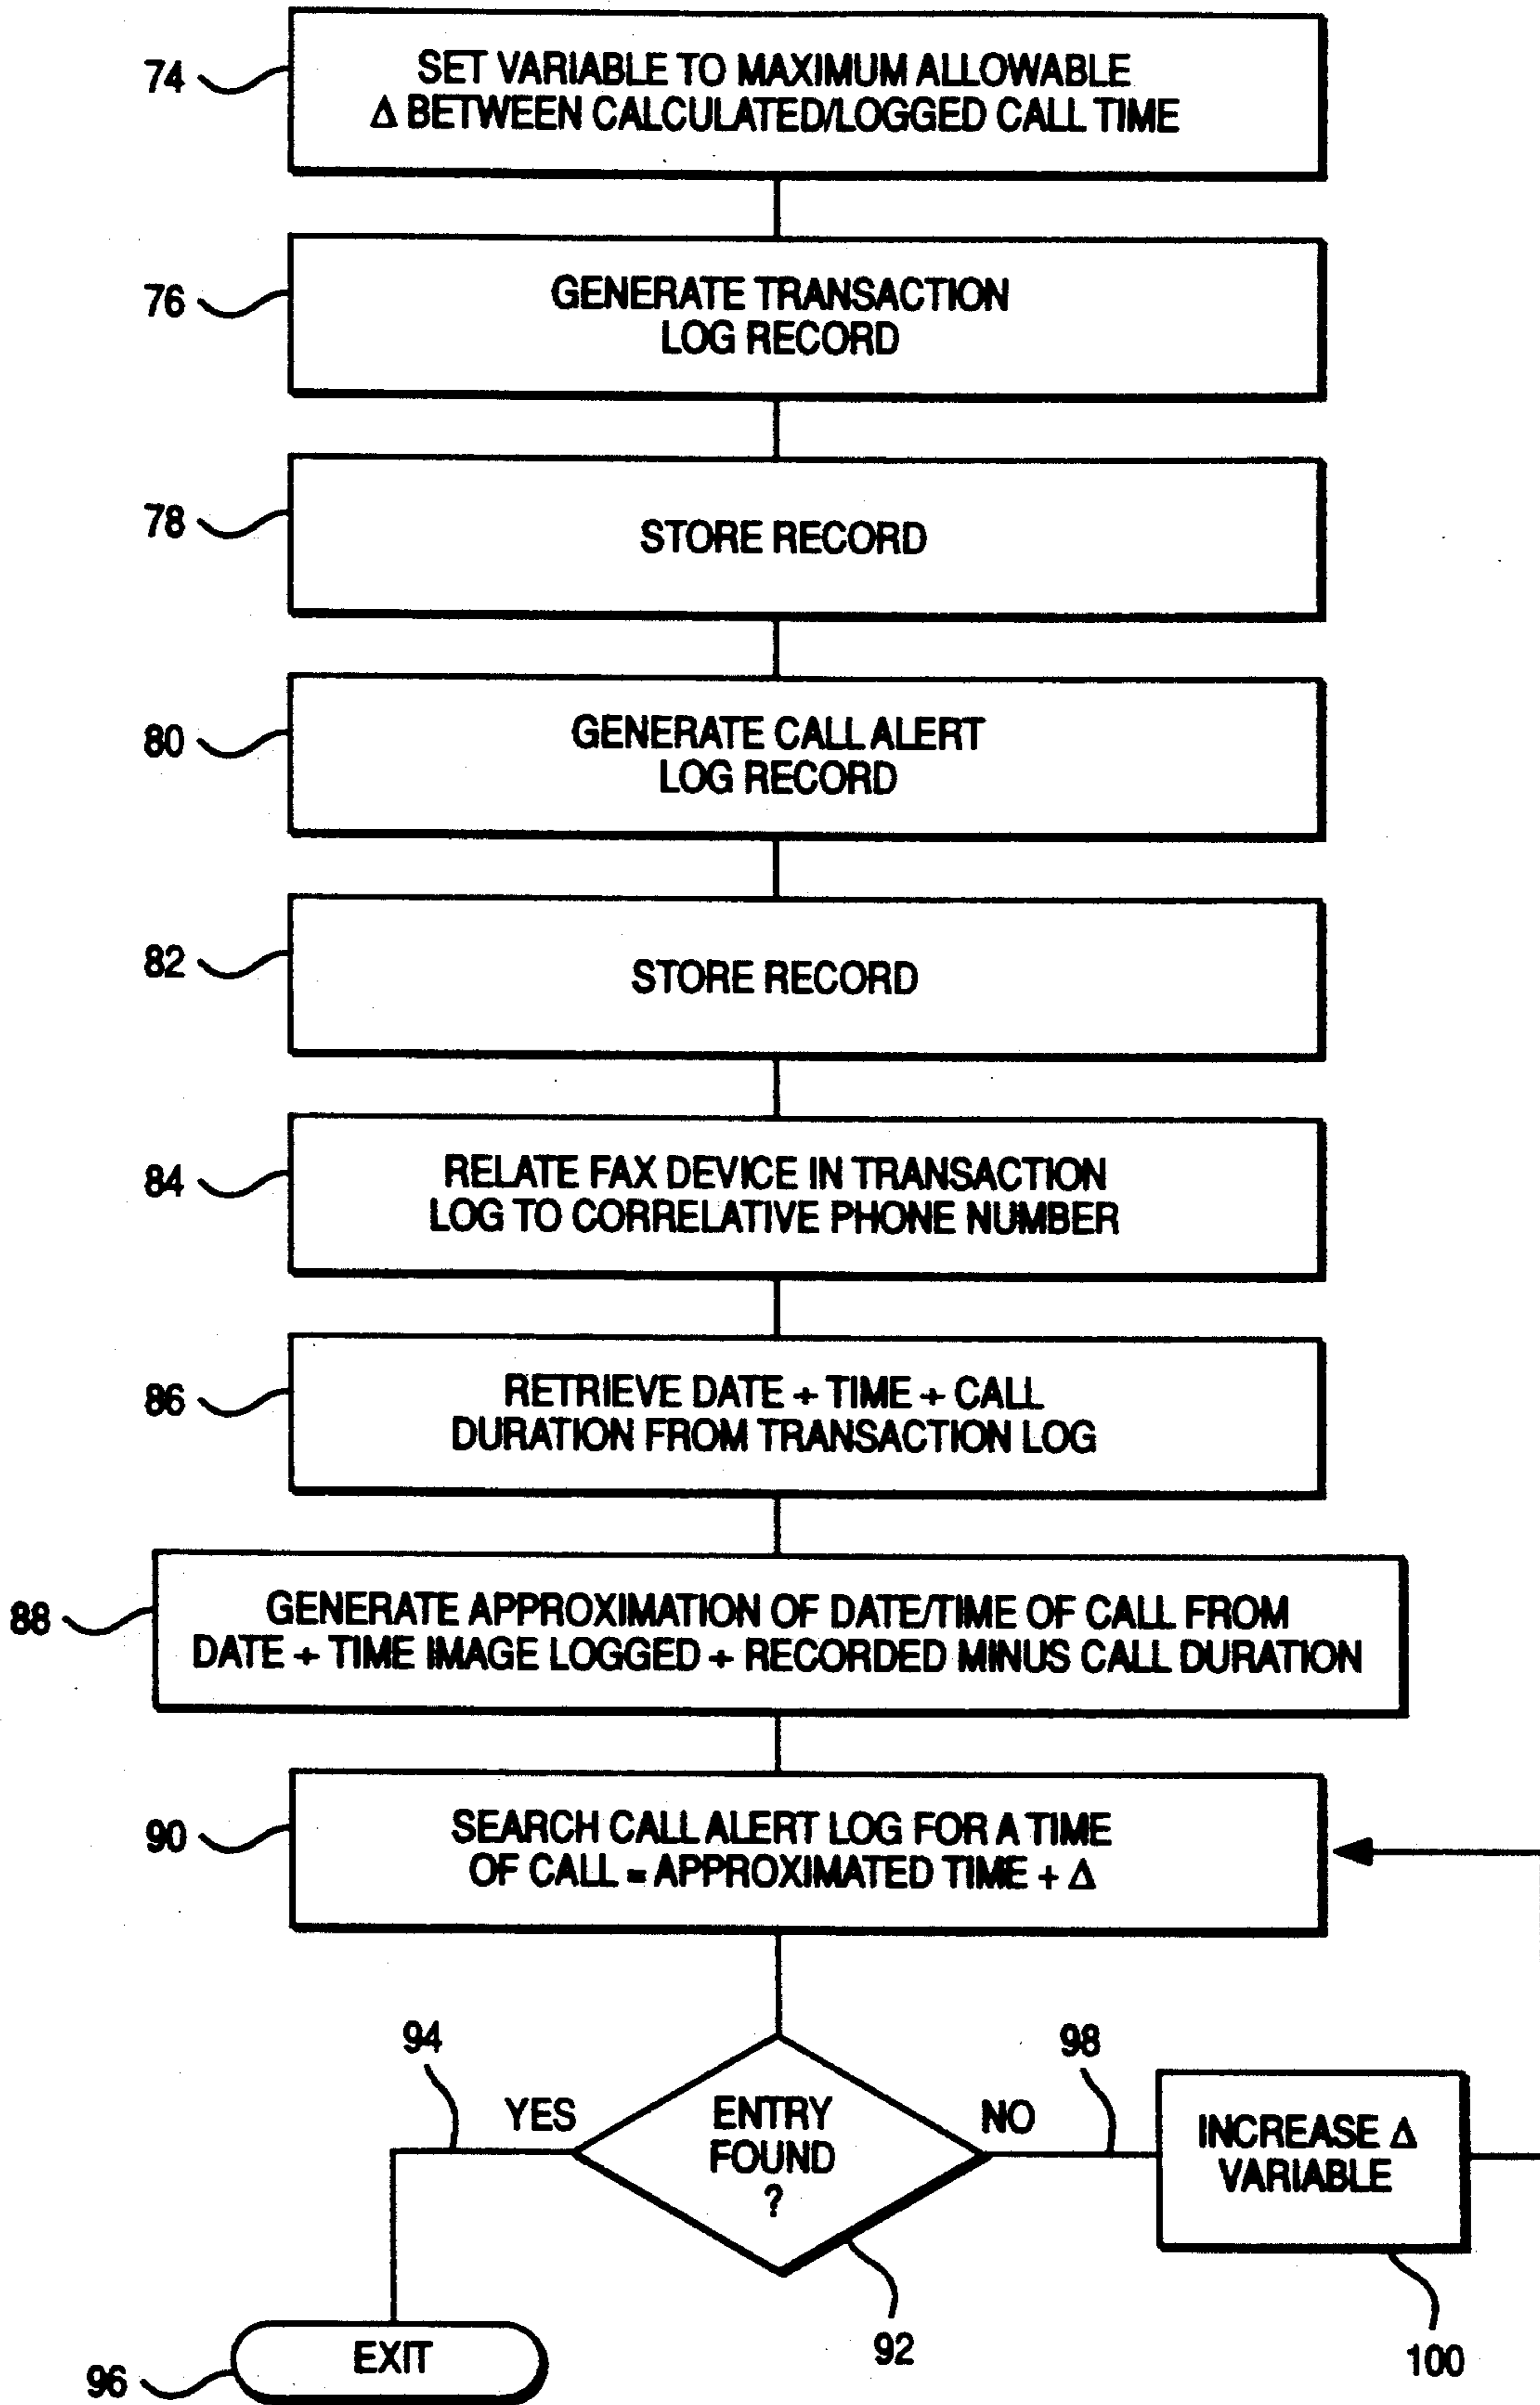 74
SET VARIABLE TO MAXIMUM ALLOWABLE
Δ BETWEEN CALCULATED/LOGGED CALL TIME
76
GENERATE TRANSACTION
LOG RECORD
78
STORE RECORD
80
GENERATE CALL ALERT
LOG RECORD
82
STORE RECORD
84
RELATE FAX DEVICE IN TRANSACTION
LOG TO CORRELATIVE PHONE NUMBER
86
RETRIEVE DATE + TIME + CALL
DURATION FROM TRANSACTION LOG
88
GENERATE APPROXIMATION OF DATE/TIME OF CALL FROM
DATE + TIME IMAGE LOGGED + RECORDED MINUS CALL DURATION
90
SEARCH CALL ALERT LOG FOR A TIME
OF CALL = APPROXIMATED TIME + Δ
94
98
YES
ENTRY
FOUND
?
NO
INCREASE Δ
VARIABLE
92
100
EXIT
96